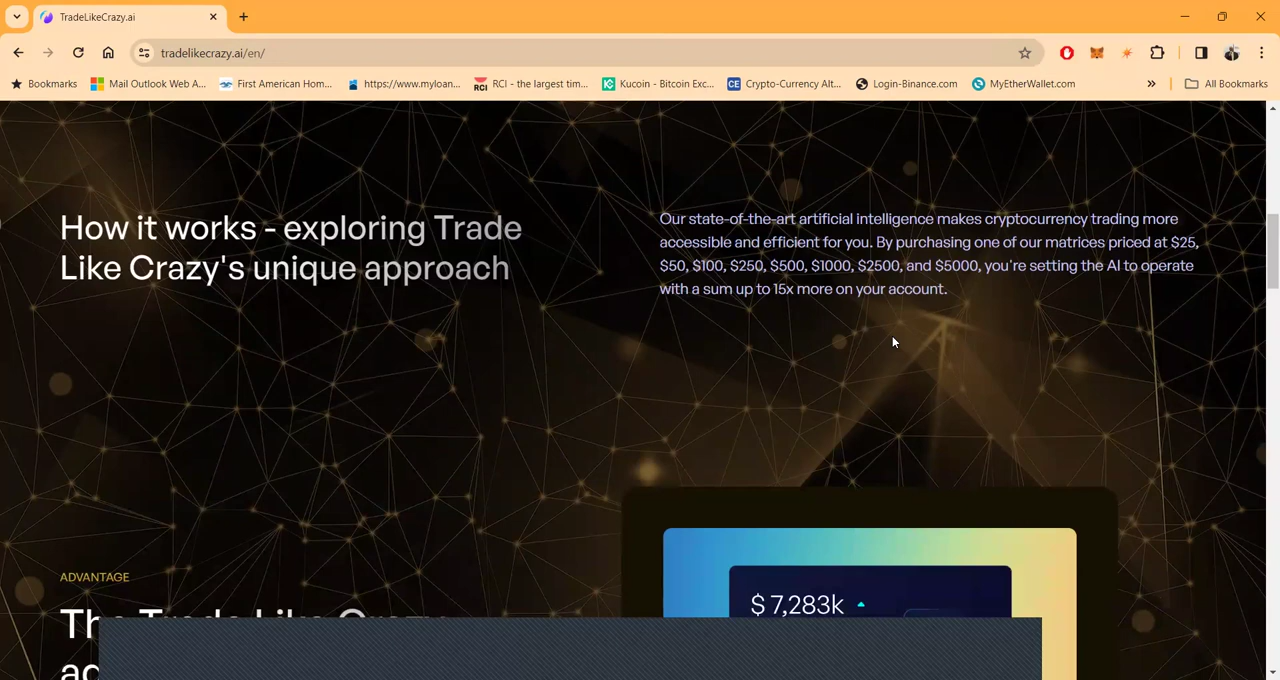 TradeLikeCrazy.ai
tradelikecrazy.ai/en/
Bookmarks
Mail Outlook Web A...
First American Hom...
https://www.myloan...
RCI - the largest tim...
Kucoin - Bitcoin Exc...
Crypto-Currency Alt...
Login-Binance.com
MyEtherWallet.com
All Bookmarks
How it works - exploring Trade
Like Crazy's unique approach
Our state-of-the-art artificial intelligence makes cryptocurrency trading more
accessible and efficient for you. By purchasing one of our matrices priced at $25,
$50, $100, $250, $500, $1000, $2500, and $5000, you're setting the AI to operate
with a sum up to 15x more on your account.
ADVANTAGE
The Trade Like Crazy
$ 7,283k